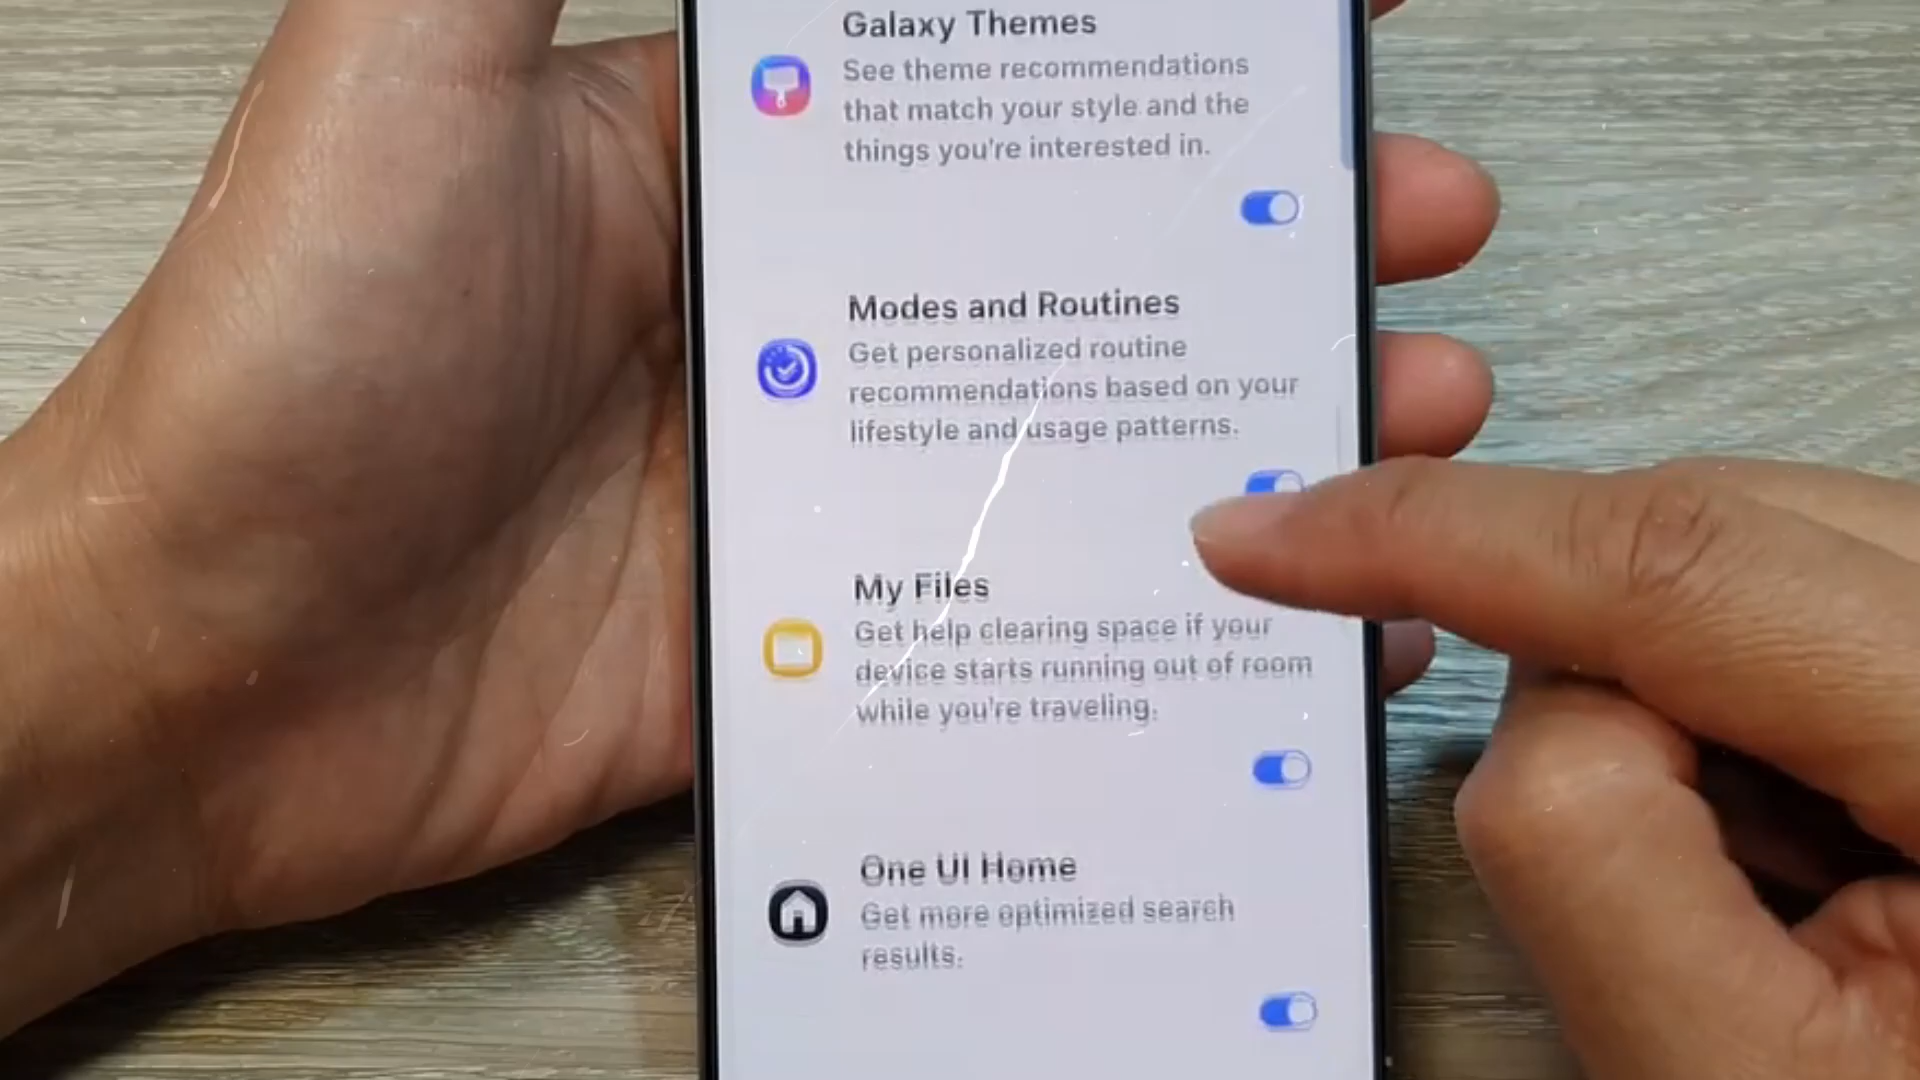 Galaxy Themes
See theme recommendations
that match your style and the
things you're interested in.
Modes and Routines
Get personalized routine
recommendations based on your
lifestyle and usage patterns.
My Files
Get help clearing space if your
device starts running out of room
while you're traveling.
One UI Home
Get more optimized search
results.